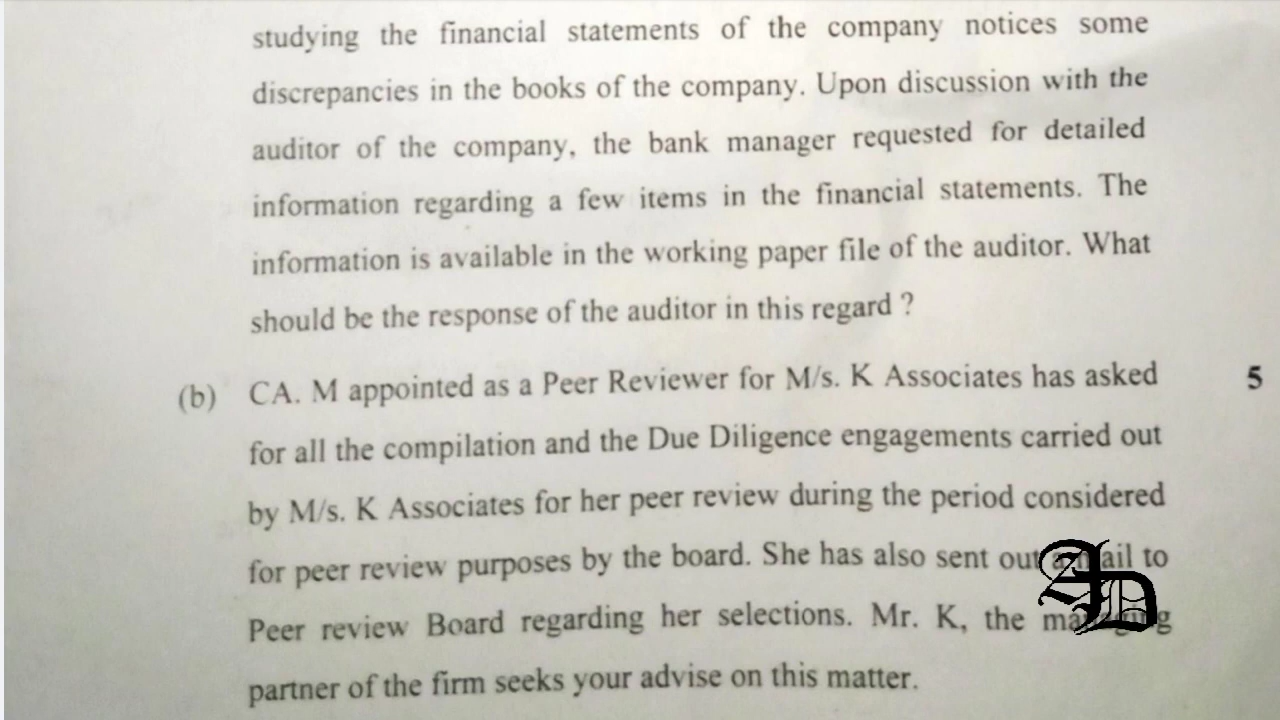 studying the financial statements of the company notices some
discrepancies in the books of the company. Upon discussion with the
auditor of the company, the bank manager requested for detailed
information regarding a few items in the financial statements. The
information is available in the working paper file of the auditor. What
should be the response of the auditor in this regard ?
(b) CA. M appointed as a Peer Reviewer for M/s. K Associates has asked 5
for all the compilation and the Due Diligence engagements carried out
by M/s. K Associates for her peer review during the period considered
for peer review purposes by the board. She has also sent out a mail to
Peer review Board regarding her selections. Mr. K, the managing
partner of the firm seeks your advise on this matter.